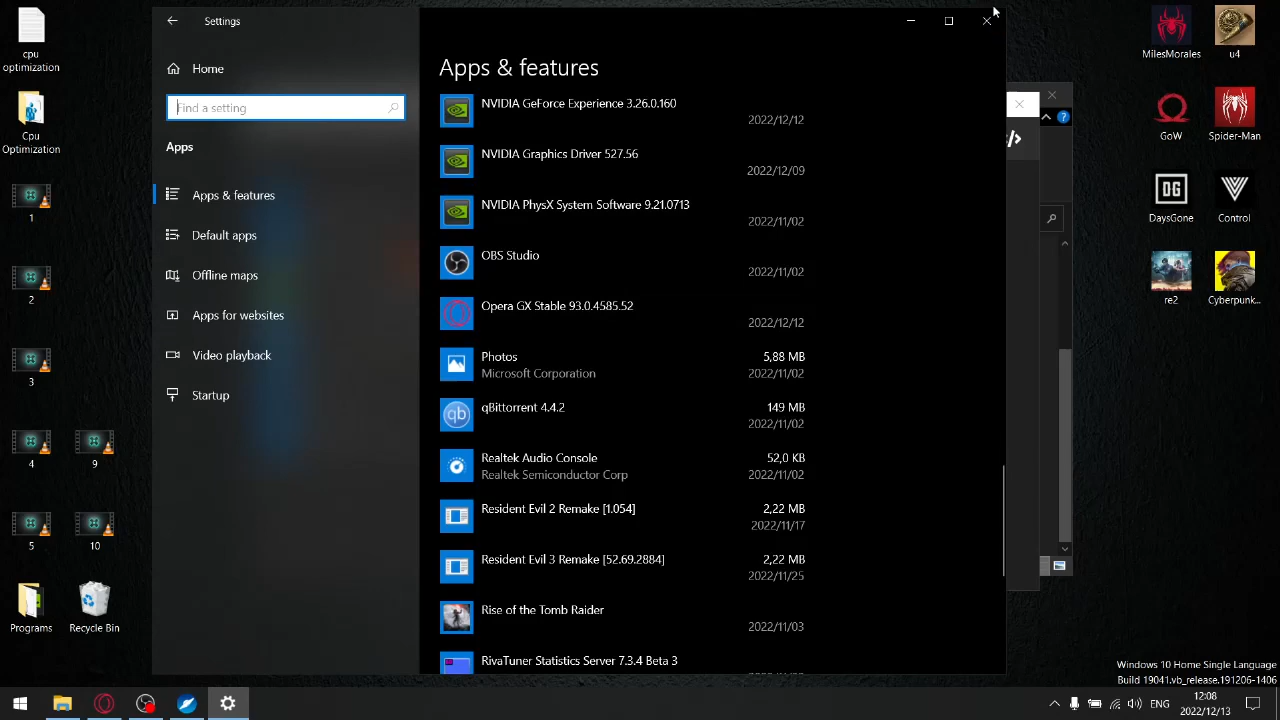 Settings
Home
Find a setting
Apps
Apps & features
Default apps
Offline maps
Apps for websites
Video playback
Startup
Apps & features
NVIDIA GeForce Experience 3.26.0.160
2022/12/12
NVIDIA Graphics Driver 527.56
2022/12/09
NVIDIA PhysX System Software 9.21.0713
2022/11/02
OBS Studio
2022/11/02
Opera GX Stable 93.0.4585.52
2022/12/12
Photos 5,88 MB
Microsoft Corporation 2022/11/02
qBittorrent 4.4.2 149 MB
2022/11/02
Realtek Audio Console 52,0 KB
Realtek Semiconductor Corp 2022/11/02
Resident Evil 2 Remake [1.054] 2,22 MB
2022/11/17
Resident Evil 3 Remake [52.69.2884] 2,22 MB
2022/11/25
Rise of the Tomb Raider
2022/11/03
RivaTuner Statistics Server 7.3.4 Beta 3
cpu
optimization
Cpu
Optimization
1
2
3
4 9
5 10
Programs Recycle Bin
MilesMorales u4
GoW Spider-Man
DG
DaysGone Control
re2 Cyberpunk...
qb
Windows 10 Home Single Language
Build 19041.vb_release.191206-1406
ENG
12:08
2022/12/13